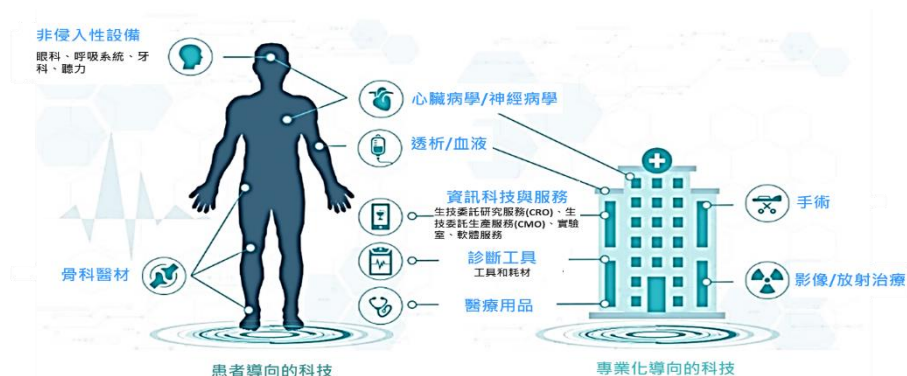 非侵入性設備
眼科、呼吸系統、牙
科、聽力
心臟病學/神經病學
透析/血液
資訊科技與服務
生技委託研究服務(CRO)、生
技委託生產服務(CMO)、實驗
室、軟體服務
手術
骨科醫材
診斷工具
工具和耗材
影像/放射治療
醫療用品
患者導向的科技
專業化導向的科技